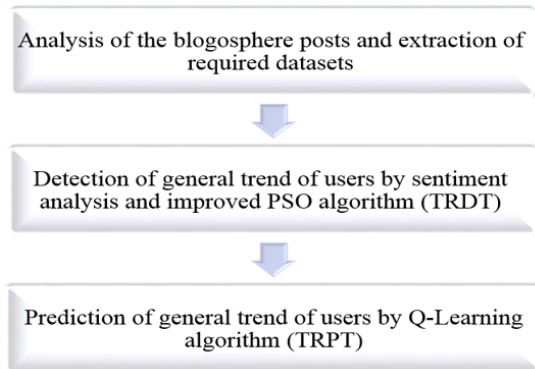 Analysis of the blogosphere posts and extraction of
required datasets
Detection of general trend of users by sentiment
analysis and improved PSO algorithm (TRDT)
Prediction of general trend of users by Q-Learning
algorithm (TRPT)